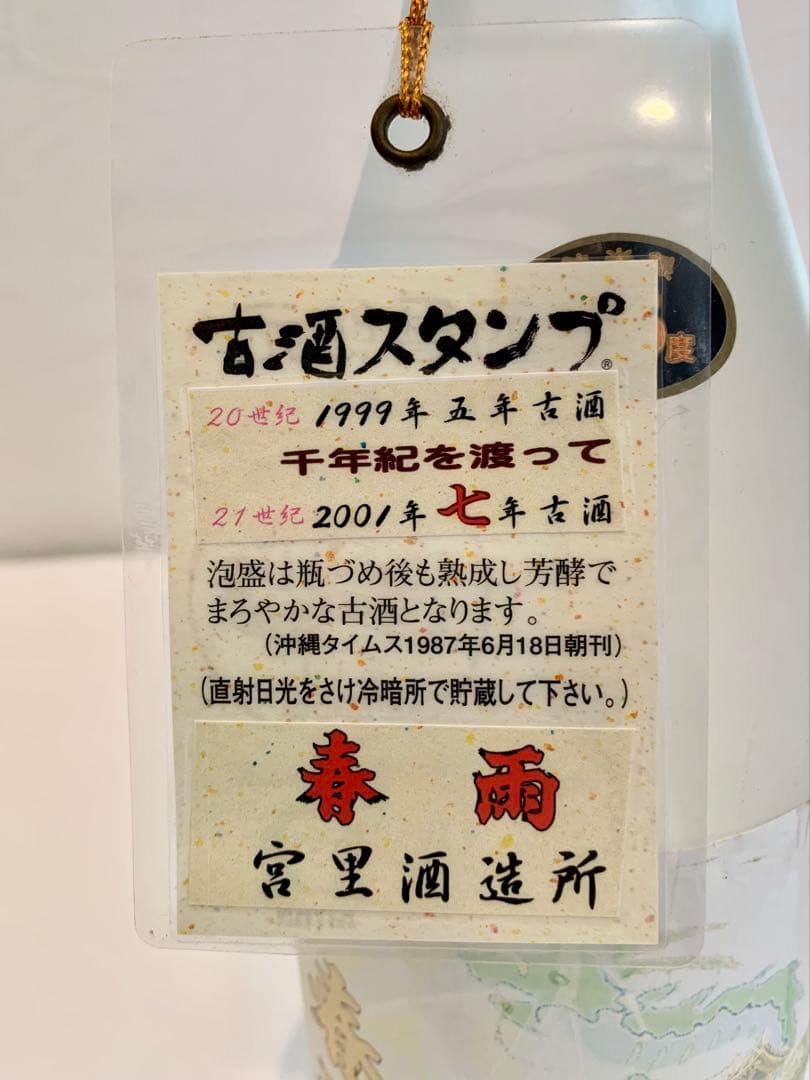 古酒スタンプ®
20世紀 1999年 五年古酒
千年紀を渡って
21世紀 2001年 七年古酒
泡盛は瓶づめ後も熟成し芳酵で
まろやかな古酒となります。
（沖縄タイムス1987年6月18日朝刊）
（直射日光をさけ冷暗所で貯蔵して下さい。）
春雨
宮里酒造所
度
春